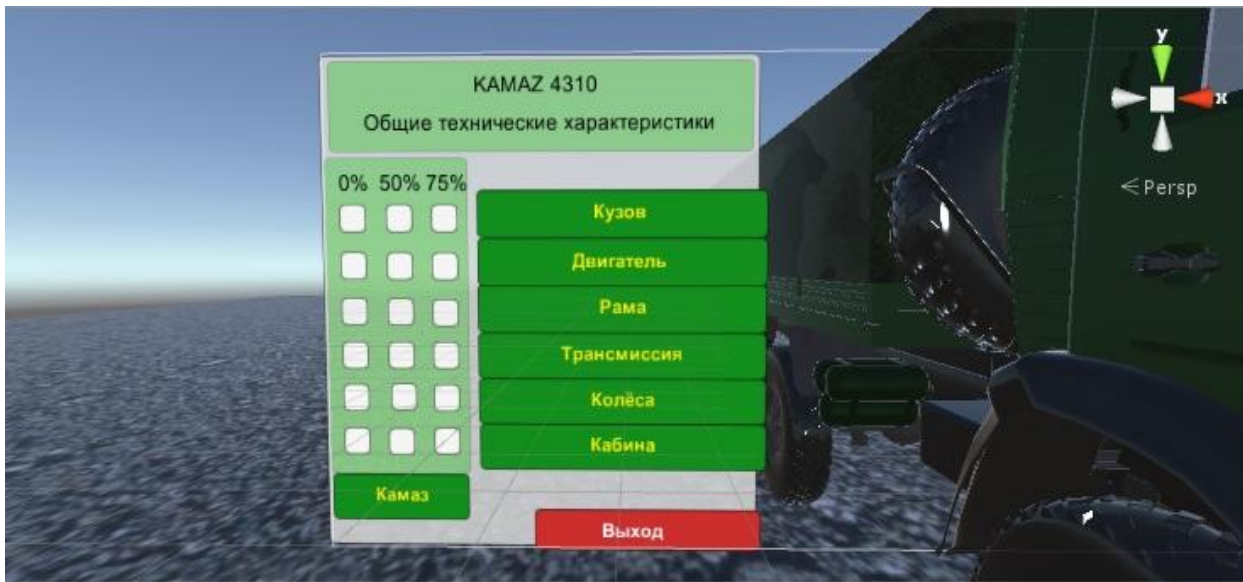 KAMAZ 4310
Общие технические характеристики
0% 50% 75%
Кузов
Двигатель
Рама
Трансмиссия
Колёса
Кабина
Камаз
Выход
y
x
Persp